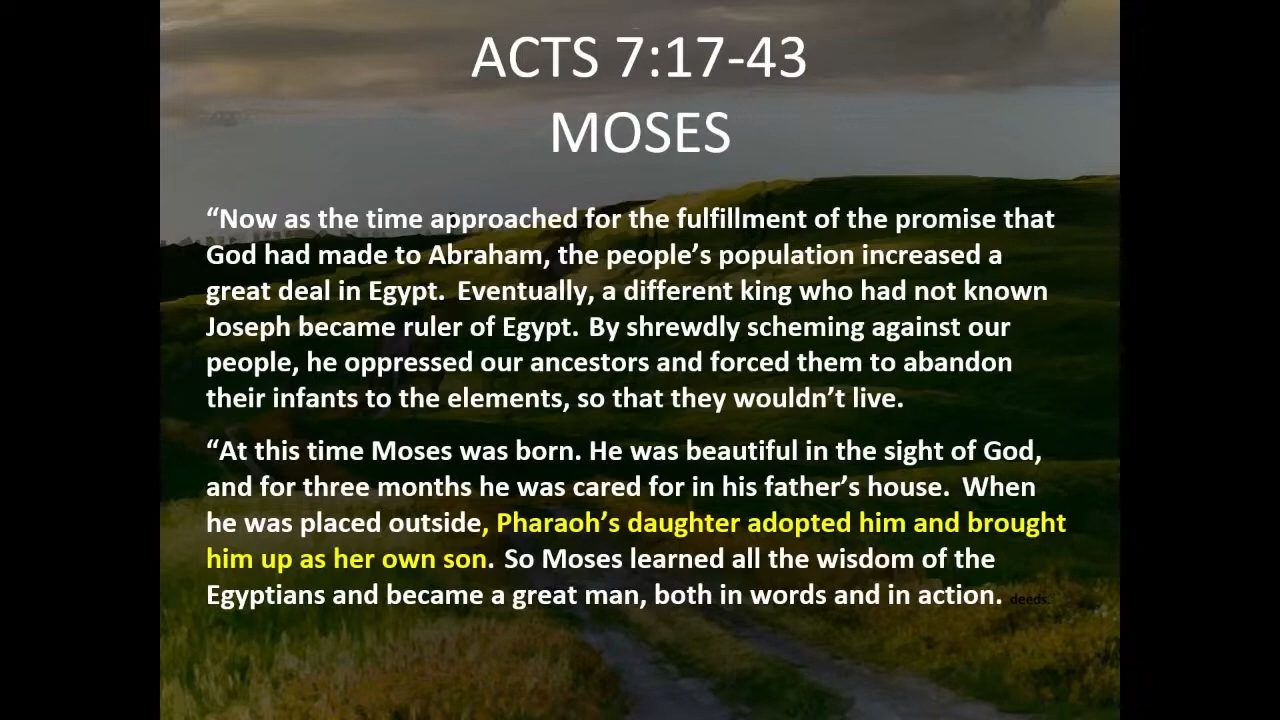 ACTS 7:17-43
MOSES
“Now as the time approached for the fulfillment of the promise that
God had made to Abraham, the people’s population increased a
great deal in Egypt. Eventually, a different king who had not known
Joseph became ruler of Egypt. By shrewdly scheming against our
people, he oppressed our ancestors and forced them to abandon
their infants to the elements, so that they wouldn’t live.
“At this time Moses was born. He was beautiful in the sight of God,
and for three months he was cared for in his father’s house. When
he was placed outside, Pharaoh’s daughter adopted him and brought
him up as her own son. So Moses learned all the wisdom of the
Egyptians and became a great man, both in words and in action. deeds.